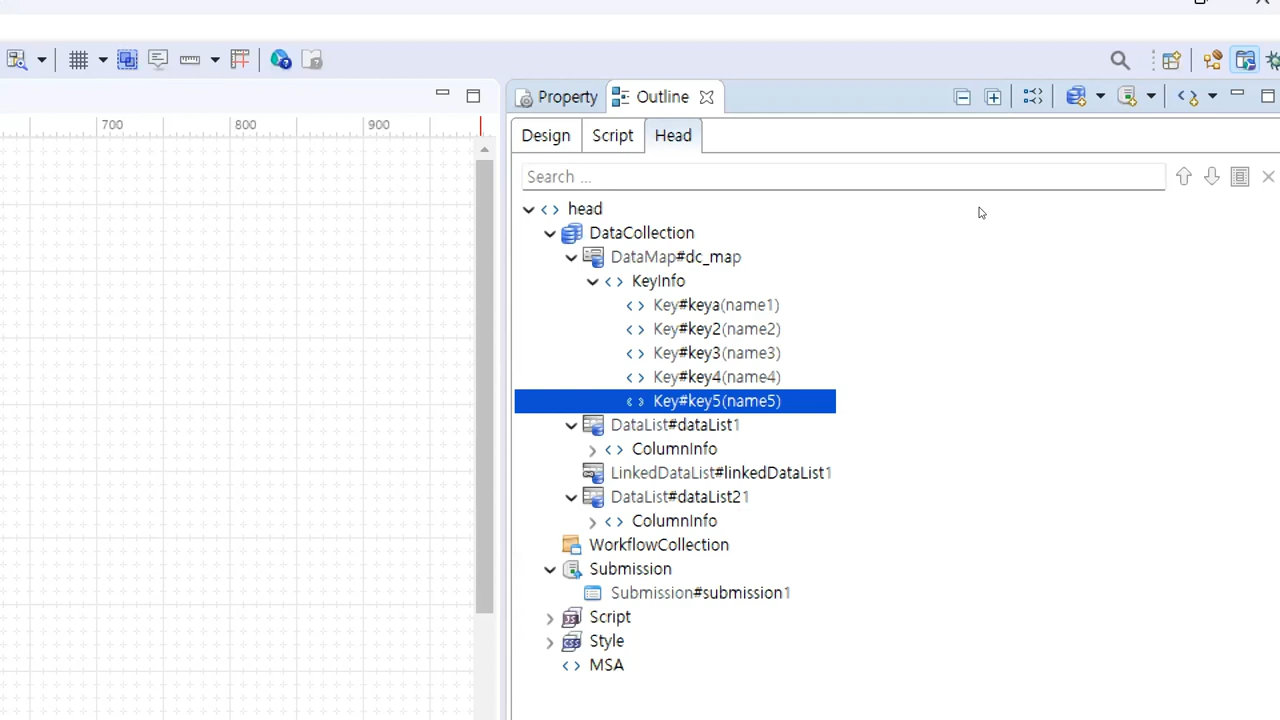 Property
Outline
700
800
900
Design
Script
Head
Search ...
head
DataCollection
DataMap#dc_map
KeyInfo
Key#keya(name1)
Key#key2(name2)
Key#key3(name3)
Key#key4(name4)
Key#key5(name5)
DataList#dataList1
ColumnInfo
LinkedDataList#linkedDataList1
DataList#dataList21
ColumnInfo
WorkflowCollection
Submission
Submission#submission1
Script
Style
MSA